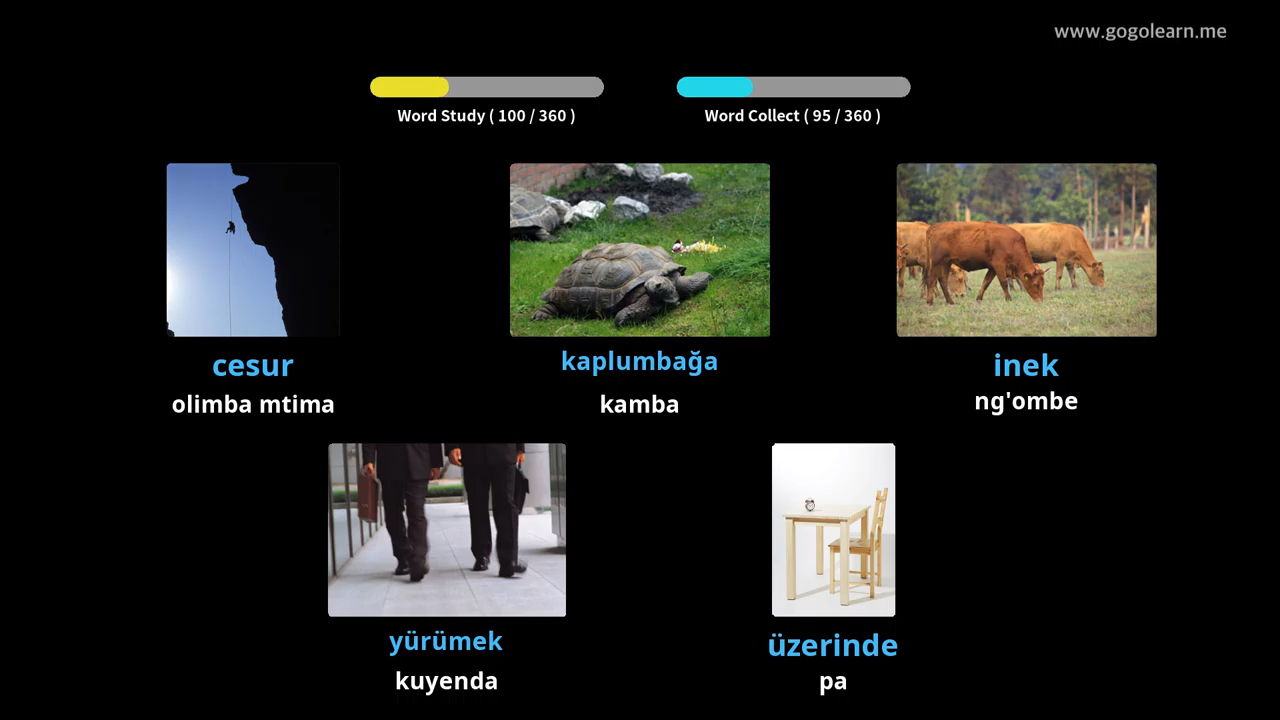 www.gogolearn.me
Word Study ( 100 / 360 )
Word Collect ( 95 / 360 )
cesur
olimba mtima
kaplumbağa
kamba
inek
ng'ombe
yürümek
kuyenda
üzerinde
pa